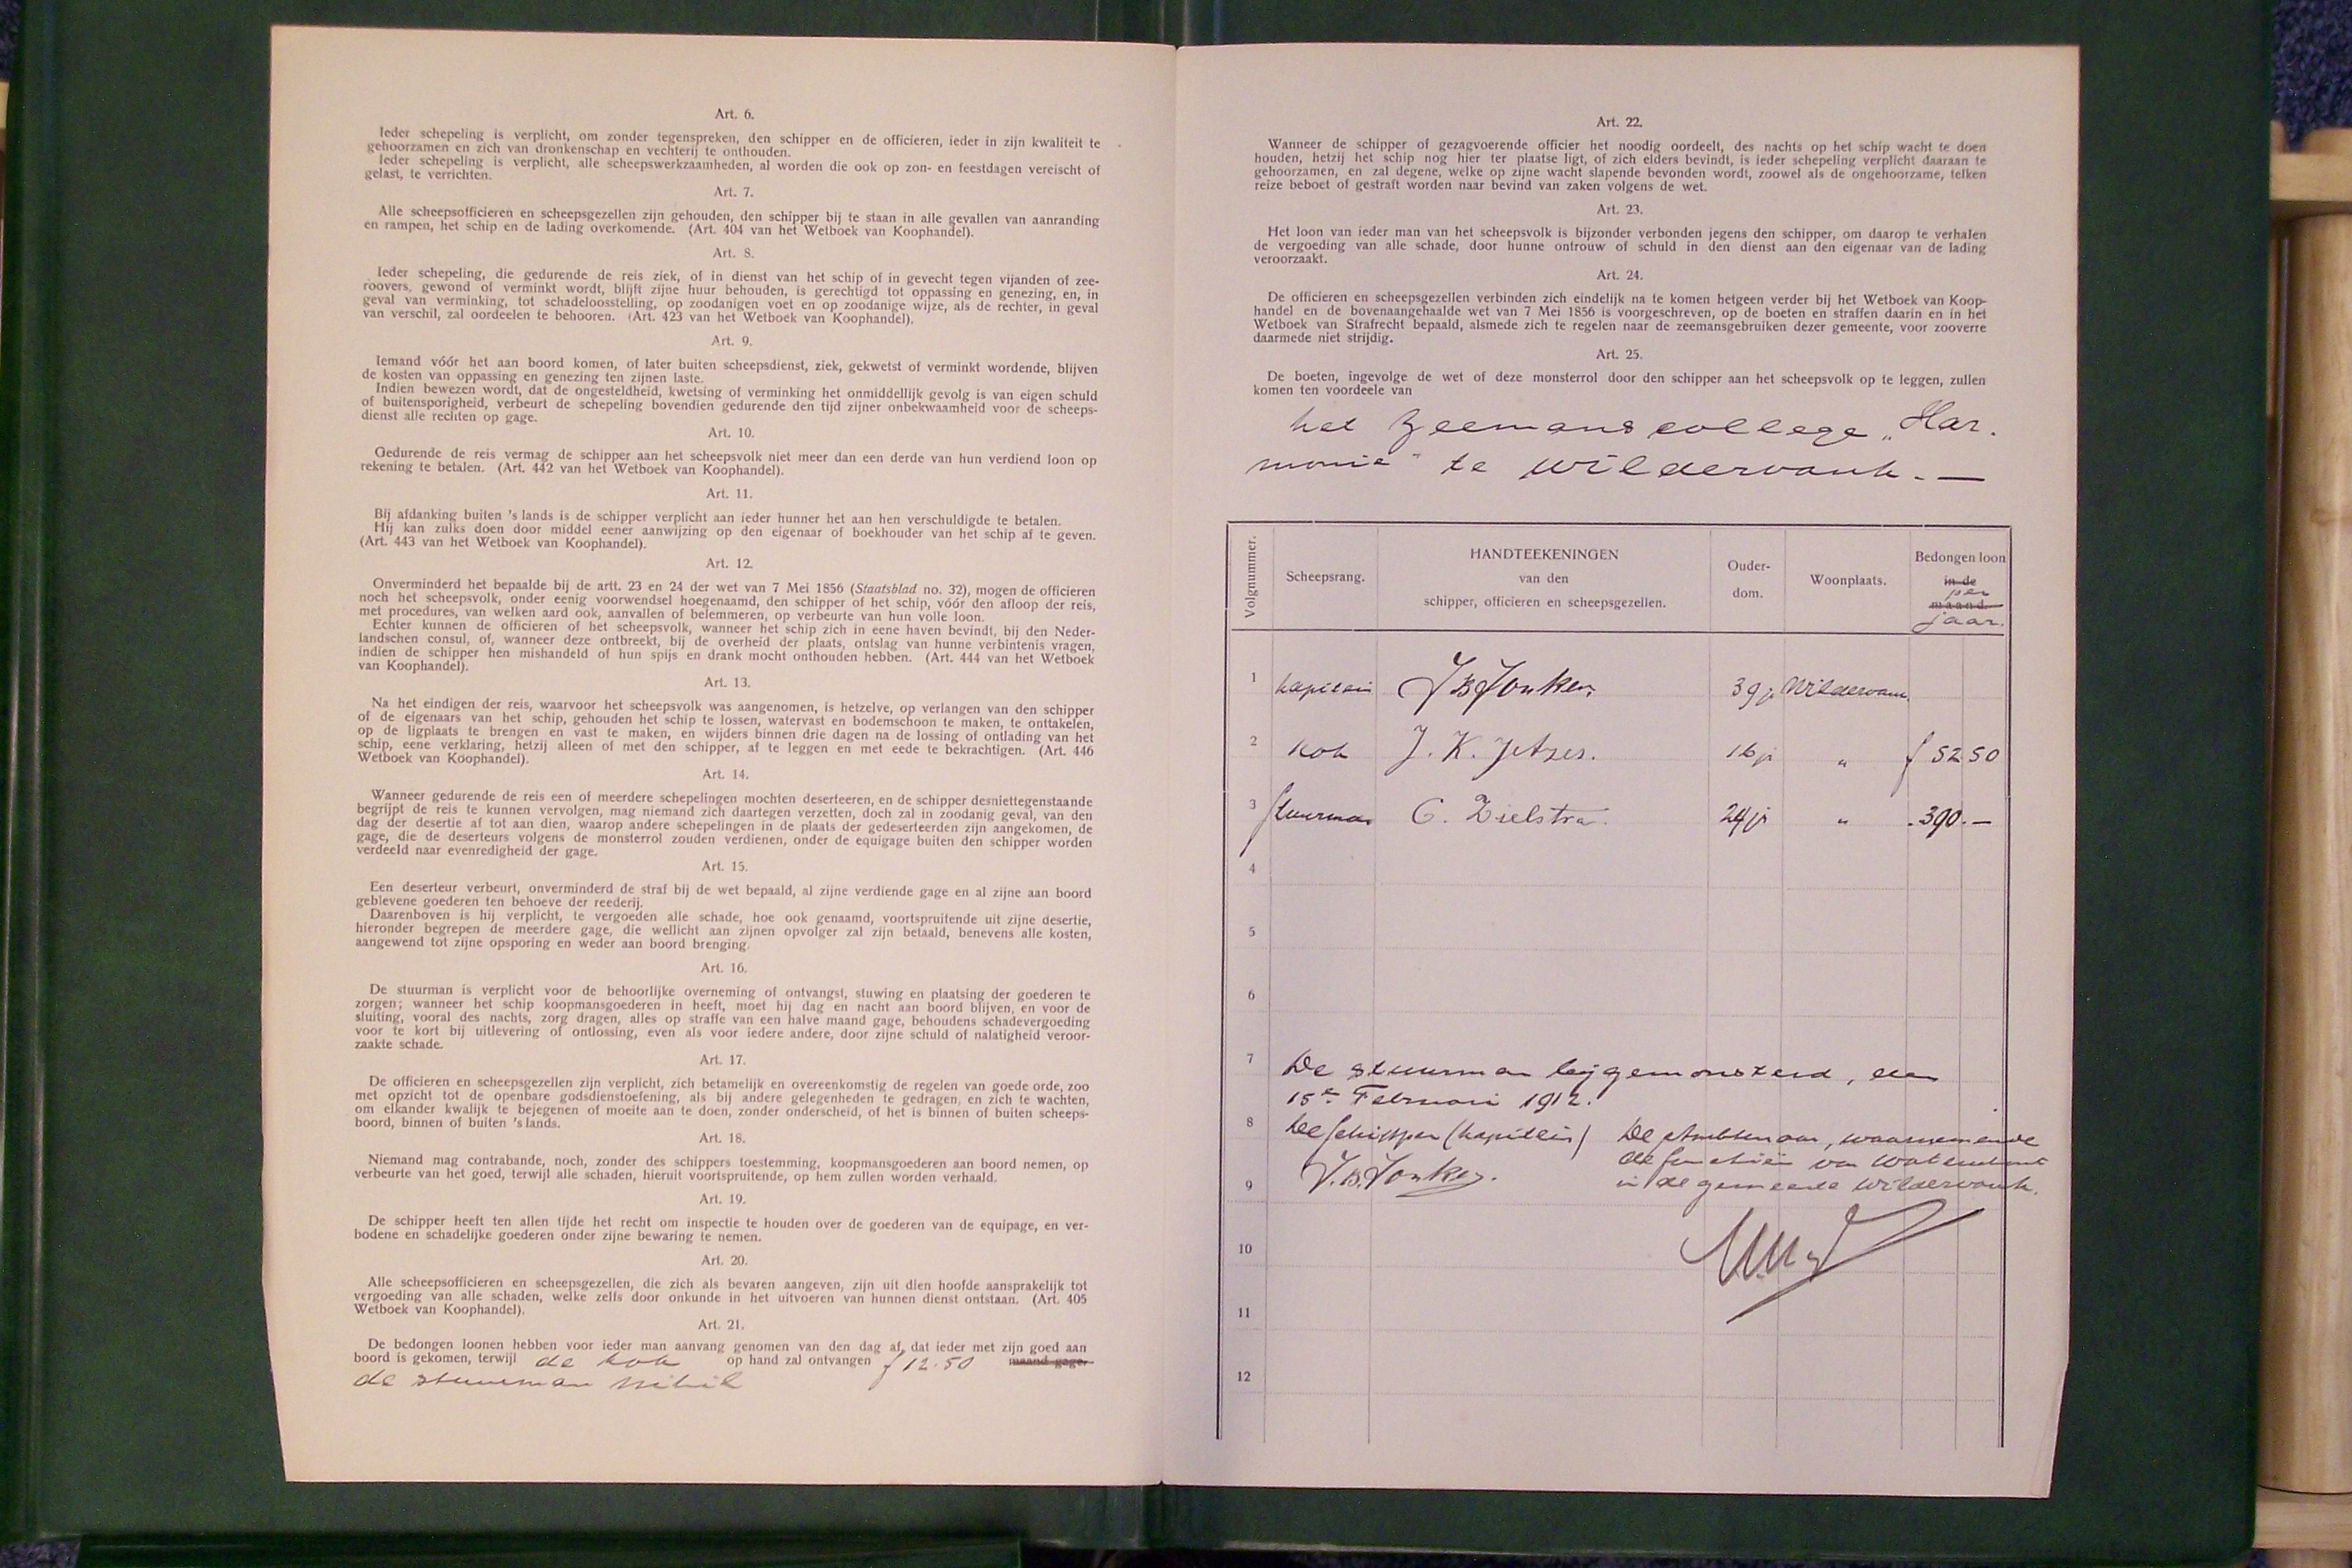 Art. 6.
Ieder schepeling is verplicht, om zonder tegenspreken, den schipper en de officieren, ieder in zijn kwaliteit te
gehoorzamen en zich van dronkenschap en vechterij te onthouden.
Ieder schepeling is verplicht, alle scheepswerkzaamheden, al worden die ook op zon- en feestdagen vereischt of
gelast, te verrichten.
Art. 7.
Alle scheepsofficieren en scheepsgezellen zijn gehouden, den schipper bij te staan in alle gevallen van aanranding
en rampen, het schip en de lading overkomende. (Art. 404 van het Wetboek van Koophandel).
Art. 8.
Ieder schepeling, die gedurende de reis ziek, of in dienst van het schip of in gevecht tegen vijanden of zee-
roovers, gewond of verminkt wordt, blijft zijne huur behouden, is gerechtigd tot oppassing en genezing, en, in
geval van verminking, tot schadeloosstelling, op zoodanigen voet en op zoodanige wijze, als de rechter, in geval
van verschil, zal oordeelen te behooren. (Art. 423 van het Wetboek van Koophandel).
Art. 9.
Iemand vóór het aan boord komen, of later buiten scheepsdienst, ziek, gekwetst of verminkt wordende, blijven
de kosten van oppassing en genezing ten zijnen laste.
Indien bewezen wordt, dat de ongesteldheid, kwetsing of verminking het onmiddellijk gevolg is van eigen schuld
of buitensporigheid, verbeurt de schepeling bovendien gedurende den tijd zijner onbekwaamheid voor de scheeps-
dienst alle rechten op gage.
Art. 10.
Gedurende de reis vermag de schipper aan het scheepsvolk niet meer dan een derde van hun verdiend loon op
rekening te betalen. (Art. 442 van het Wetboek van Koophandel).
Art. 11.
Bij afdanking buiten 's lands is de schipper verplicht aan ieder hunner het aan hen verschuldigde te betalen.
Hij kan zulks doen door middel eener aanwijzing op den eigenaar of boekhouder van het schip af te geven.
(Art. 443 van het Wetboek van Koophandel).
Art. 12.
Onverminderd het bepaalde bij de artt. 23 en 24 der wet van 7 Mei 1856 (Staatsblad no. 32), mogen de officieren
noch het scheepsvolk, onder eenig voorwendsel hoegenaamd, den schipper of het schip, vóór den afloop der reis,
met procedures, van welken aard ook, aanvallen of belemmeren, op verbeurte van hun volle loon.
Echter kunnen de officieren of het scheepsvolk, wanneer het schip zich in eene haven bevindt, bij den Neder-
landschen consul, of, wanneer deze ontbreekt, bij de overheid der plaats, ontslag van hunne verbintenis vragen,
indien de schipper hen mishandeld of hun spijs en drank mocht onthouden hebben. (Art. 444 van het Wetboek
van Koophandel).
Art. 13.
Na het eindigen der reis, waarvoor het scheepsvolk was aangenomen, is hetzelve, op verlangen van den schipper
of de eigenaars van het schip, gehouden het schip te lossen, watervast en bodemschoon te maken, te onttakelen,
op de ligplaats te brengen en vast te maken, en wijders binnen drie dagen na de lossing of ontlading van het
schip, eene verklaring, hetzij alleen of met den schipper, af te leggen en met eede te bekrachtigen. (Art. 446
Wetboek van Koophandel).
Art. 14.
Wanneer gedurende de reis een of meerdere schepelingen mochten deserteeren, en de schipper desniettegenstaande
begrijpt de reis te kunnen vervolgen, mag niemand zich daartegen verzetten, doch zal in zoodanig geval, van den
dag der desertie af tot aan dien, waarop andere schepelingen in de plaats der gedeserteerden zijn aangekomen, de
gage, die de deserteurs volgens de monsterrol zouden verdienen, onder de equigage buiten den schipper worden
verdeeld naar evenredigheid der gage.
Art. 15.
Een deserteur verbeurt, onverminderd de straf bij de wet bepaald, al zijne verdiende gage en al zijne aan boord
geblevene goederen ten behoeve der reederij.
Daarenboven is hij verplicht, te vergoeden alle schade, hoe ook genaamd, voortspruitende uit zijne desertie,
hieronder begrepen de meerdere gage, die wellicht aan zijnen opvolger zal zijn betaald, benevens alle kosten,
aangewend tot zijne opsporing en weder aan boord brenging.
Art. 16.
De stuurman is verplicht voor de behoorlijke overneming of ontvangst, stuwing en plaatsing der goederen te
zorgen; wanneer het schip koopmansgoederen in heeft, moet hij dag en nacht aan boord blijven, en voor de
sluiting, vooral des nachts, zorg dragen, alles op straffe van een halve maand gage, behoudens schadevergoeding
voor te kort bij uitlevering of ontlossing, even als voor iedere andere, door zijne schuld of nalatigheid veroor-
zaakte schade.
Art. 17.
De officieren en scheepsgezellen zijn verplicht, zich betamelijk en overeenkomstig de regelen van goede orde, zoo
met opzicht tot de openbare godsdienstoefening, als bij andere gelegenheden te gedragen, en zich te wachten,
om elkander kwalijk te bejegenen of moeite aan te doen, zonder onderscheid, of het is binnen of buiten scheeps-
boord, binnen of buiten 's lands.
Art. 18.
Niemand mag contrabande, noch, zonder des schippers toestemming, koopmansgoederen aan boord nemen, op
verbeurte van het goed, terwijl alle schaden, hieruit voortspruitende, op hem zullen worden verhaald.
Art. 19.
De schipper heeft ten allen tijde het recht om inspectie te houden over de goederen van de equipage, en ver-
bodene en schadelijke goederen onder zijne bewaring te nemen.
Art. 20.
Alle scheepsofficieren en scheepsgezellen, die zich als bevaren aangeven, zijn uit dien hoofde aansprakelijk tot
vergoeding van alle schaden, welke zelfs door onkunde in het uitvoeren van hunnen dienst ontstaan. (Art. 405
Wetboek van Koophandel).
Art. 21.
De bedongen loonen hebben voor ieder man aanvang genomen van den dag af, dat ieder met zijn goed aan
boord is gekomen, terwijl de kok op hand zal ontvangen ƒ 12.50 maand gage.
de stuurman nihil
Art. 22.
Wanneer de schipper of gezagvoerende officier het noodig oordeelt, des nachts op het schip wacht te doen
houden, hetzij het schip nog hier ter plaatse ligt, of zich elders bevindt, is ieder schepeling verplicht daaraan te
gehoorzamen, en zal degene, welke op zijne wacht slapende bevonden wordt, zoowel als de ongehoorzame, telken
reize beboet of gestraft worden naar bevind van zaken volgens de wet.
Art. 23.
Het loon van ieder man van het scheepsvolk is bijzonder verbonden jegens den schipper, om daarop te verhalen
de vergoeding van alle schade, door hunne ontrouw of schuld in den dienst aan den eigenaar van de lading
veroorzaakt.
Art. 24.
De officieren en scheepsgezellen verbinden zich eindelijk na te komen hetgeen verder bij het Wetboek van Koop-
handel en de bovenaangehaalde wet van 7 Mei 1856 is voorgeschreven, op de boeten en straffen daarin en in het
Wetboek van Strafrecht bepaald, alsmede zich te regelen naar de zeemansgebruiken dezer gemeente, voor zooverre
daarmede niet strijdig.
Art. 25.
De boeten, ingevolge de wet of deze monsterrol door den schipper aan het scheepsvolk op te leggen, zullen
komen ten voordeele van
het Zeemanscollege „Har.
monie" te Wildervank. —
Volgnummer. Scheepsrang. HANDTEEKENINGEN van den schipper, officieren en scheepsgezellen. Ouder-dom. Woonplaats. Bedongen loon in de per maand. jaar.
1 kapitein J B Jonker 39 j. Wildervank
2 kok J. K. Jetzes. 16 j. „ ƒ 52 50
3 stuurman G. Zielstra. 24 j. „ . 390. —
4
5
6
7 De stuurman bijgemonsterd, den
15en Februari 1912.
8 De schipper (kapitein) De Ambtenaar, waarnemende
de functiën van Waterschout
9 J. B. Jonker. in de gemeente Wildervank.
10
11
12